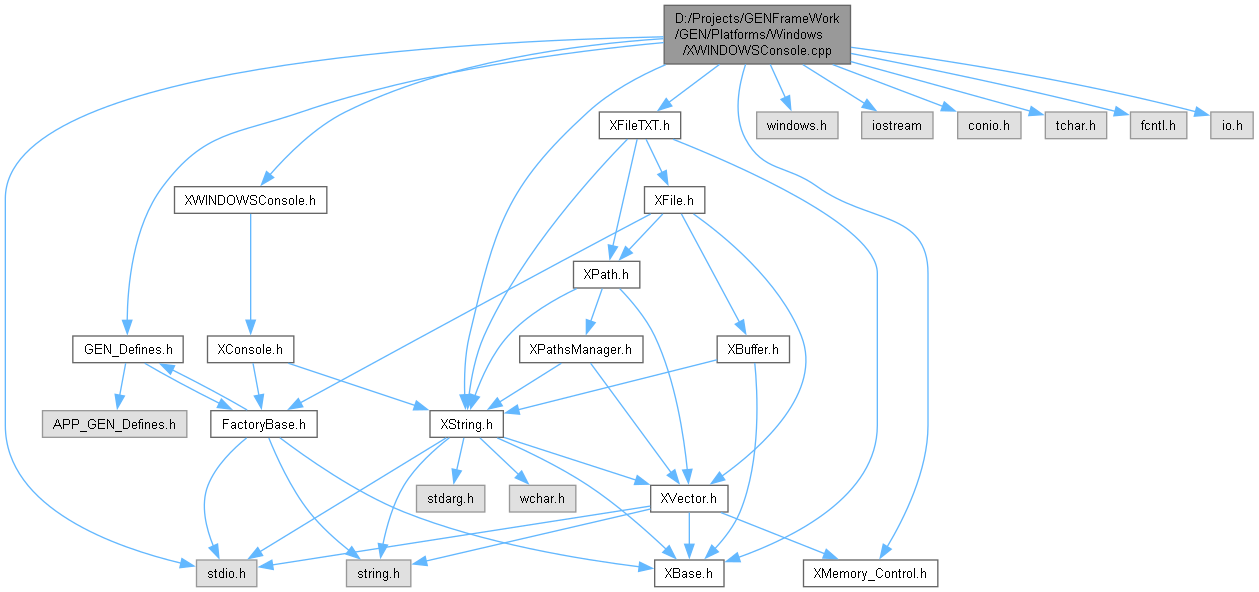 D:/Projects/GENFrameWork
/GEN/Platforms/Windows
/XWINDOWSConsole.cpp
XFileTXT.h
windows.h
iostream
conio.h
tchar.h
fcntl.h
io.h
XWINDOWSConsole.h
XFile.h
XPath.h
GEN_Defines.h
XConsole.h
XPathsManager.h
XBuffer.h
APP_GEN_Defines.h
FactoryBase.h
XString.h
stdarg.h
wchar.h
XVector.h
stdio.h
string.h
XBase.h
XMemory_Control.h